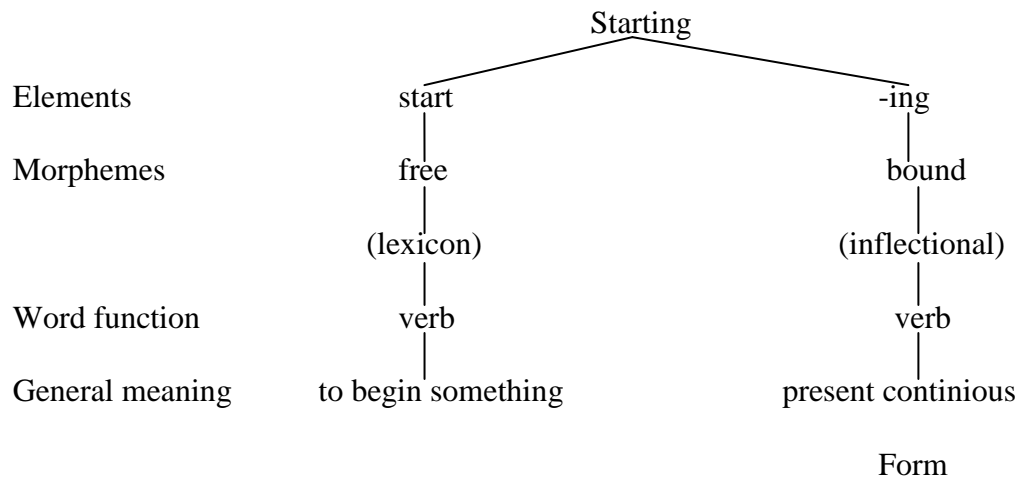 Starting
Elements start -ing
Morphemes free bound
(lexicon) (inflectional)
Word function verb verb
General meaning to begin something present continious
Form